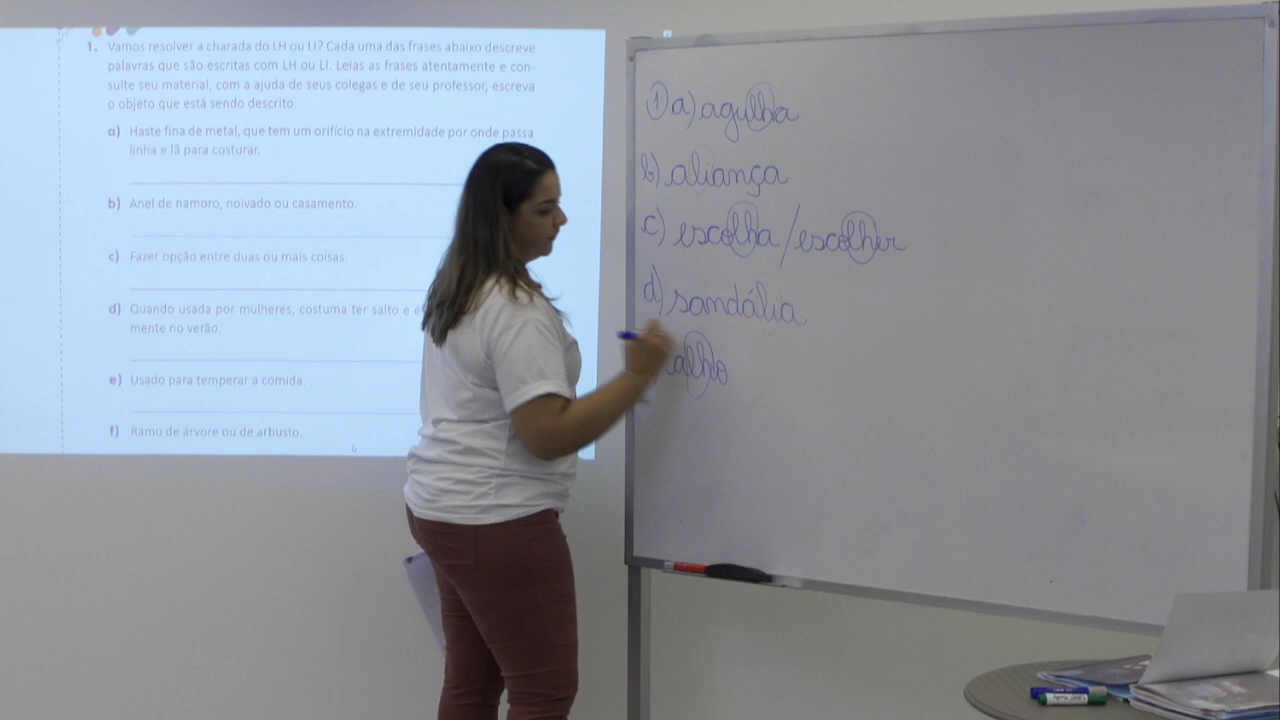 1. Vamos resolver a charada do LH ou LI? Cada uma das frases abaixo descreve
palavras que são escritas com LH ou LI. Leias as frases atentamente e con-
sulte seu material, com a ajuda de seus colegas e de seu professor, escreva
o objeto que está sendo descrito.
a) Haste fina de metal, que tem um orifício na extremidade por onde passa
linha e lã para costurar.
b) Anel de namoro, noivado ou casamento.
c) Fazer opção entre duas ou mais coisas.
d) Quando usada por mulheres, costuma ter salto e é
mente no verão.
e) Usado para temperar a comida.
f) Ramo de árvore ou de arbusto.
1) a) agulha
b) aliança
c) escolha / escolher
d) sandália
alho